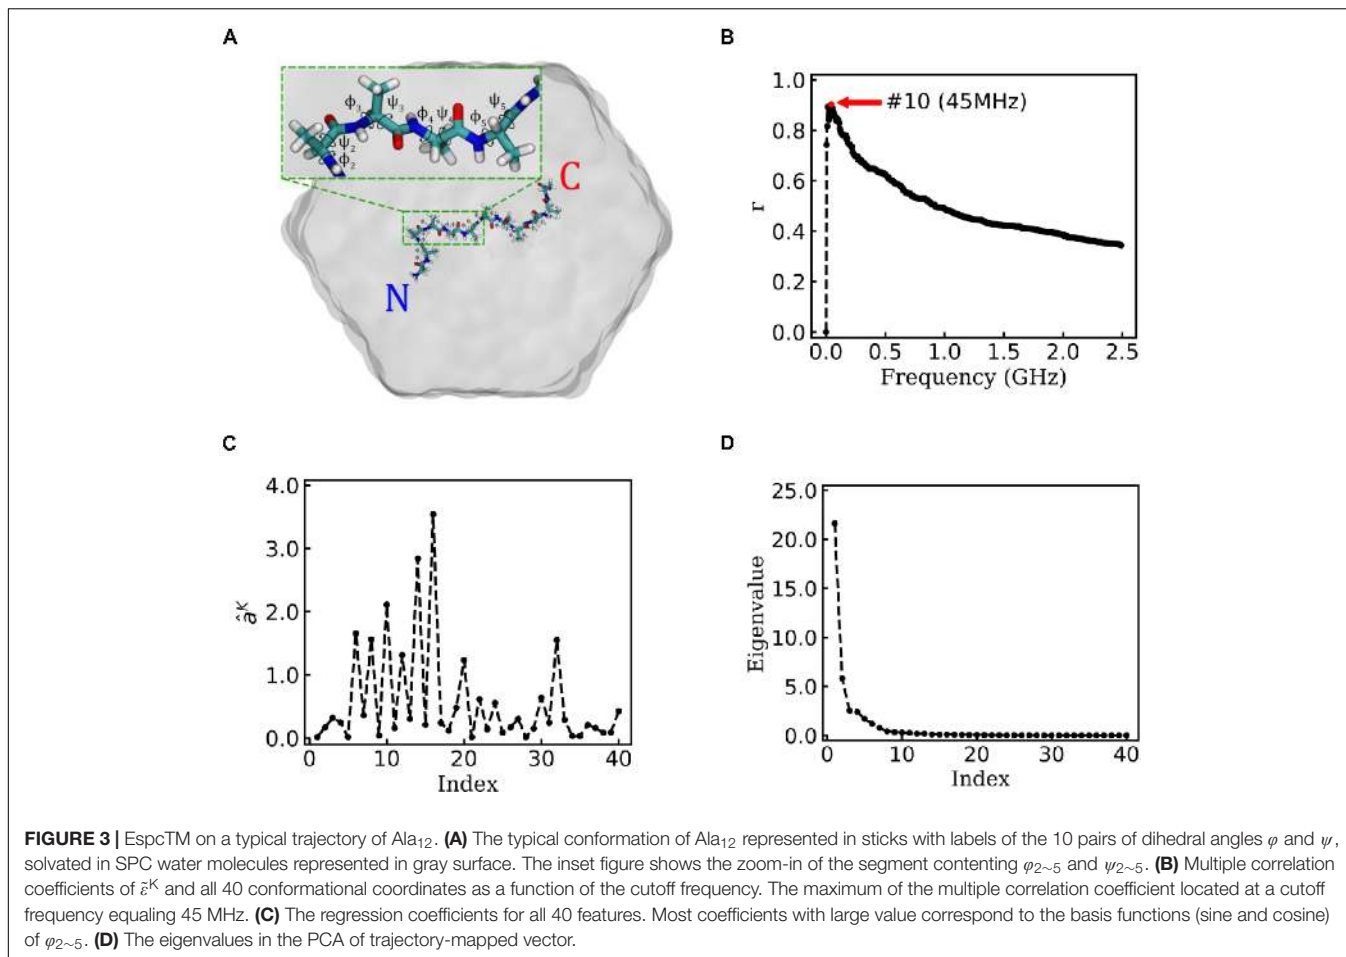 A
ϕ3
ψ3
ϕ4
ψ4
ϕ5
ψ5
ψ2
ϕ2
C
N
B
1.0
0.8
0.6
0.4
0.2
0.0
r
#10 (45MHz)
0.0 0.5 1.0 1.5 2.0 2.5
Frequency (GHz)
C
4.0
3.0
2.0
1.0
0.0
âᴷ
0 10 20 30 40
Index
D
25.0
20.0
15.0
10.0
5.0
0.0
Eigenvalue
0 10 20 30 40
Index
FIGURE 3 | EspcTM on a typical trajectory of Ala12. (A) The typical conformation of Ala12 represented in sticks with labels of the 10 pairs of dihedral angles φ and ψ,
solvated in SPC water molecules represented in gray surface. The inset figure shows the zoom-in of the segment contenting φ2~5 and ψ2~5. (B) Multiple correlation
coefficients of ε̂ᴷ and all 40 conformational coordinates as a function of the cutoff frequency. The maximum of the multiple correlation coefficient located at a cutoff
frequency equaling 45 MHz. (C) The regression coefficients for all 40 features. Most coefficients with large value correspond to the basis functions (sine and cosine)
of φ2~5. (D) The eigenvalues in the PCA of trajectory-mapped vector.